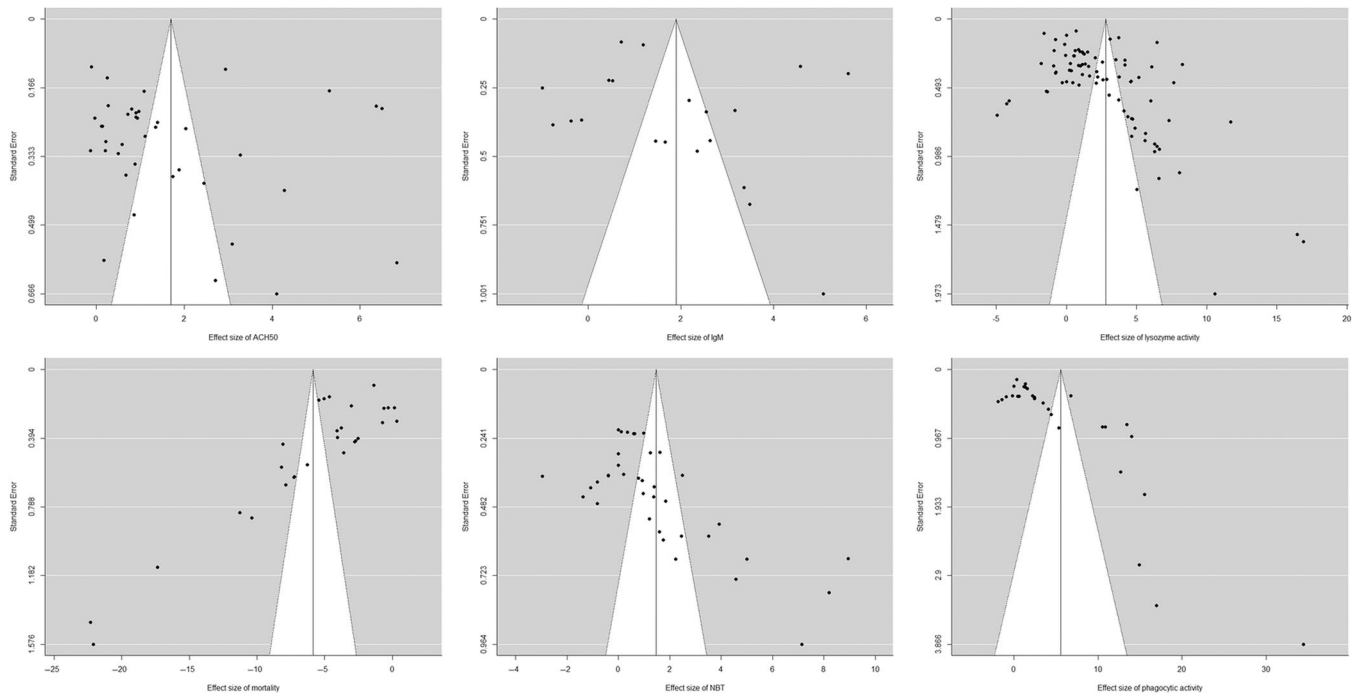 0
0.166
0.333
0.499
0.666
Standard Error
0 2 4 6
Effect size of ACH50
0
0.25
0.5
0.751
1.001
Standard Error
0 2 4 6
Effect size of IgM
0
0.493
0.986
1.479
1.973
Standard Error
−5 0 5 10 15 20
Effect size of lysozyme activity
0
0.394
0.788
1.182
1.576
Standard Error
−25 −20 −15 −10 −5 0
Effect size of mortality
0
0.241
0.482
0.723
0.964
Standard Error
−4 −2 0 2 4 6 8 10
Effect size of NBT
0
0.967
1.933
2.9
3.866
Standard Error
0 10 20 30
Effect size of phagocytic activity